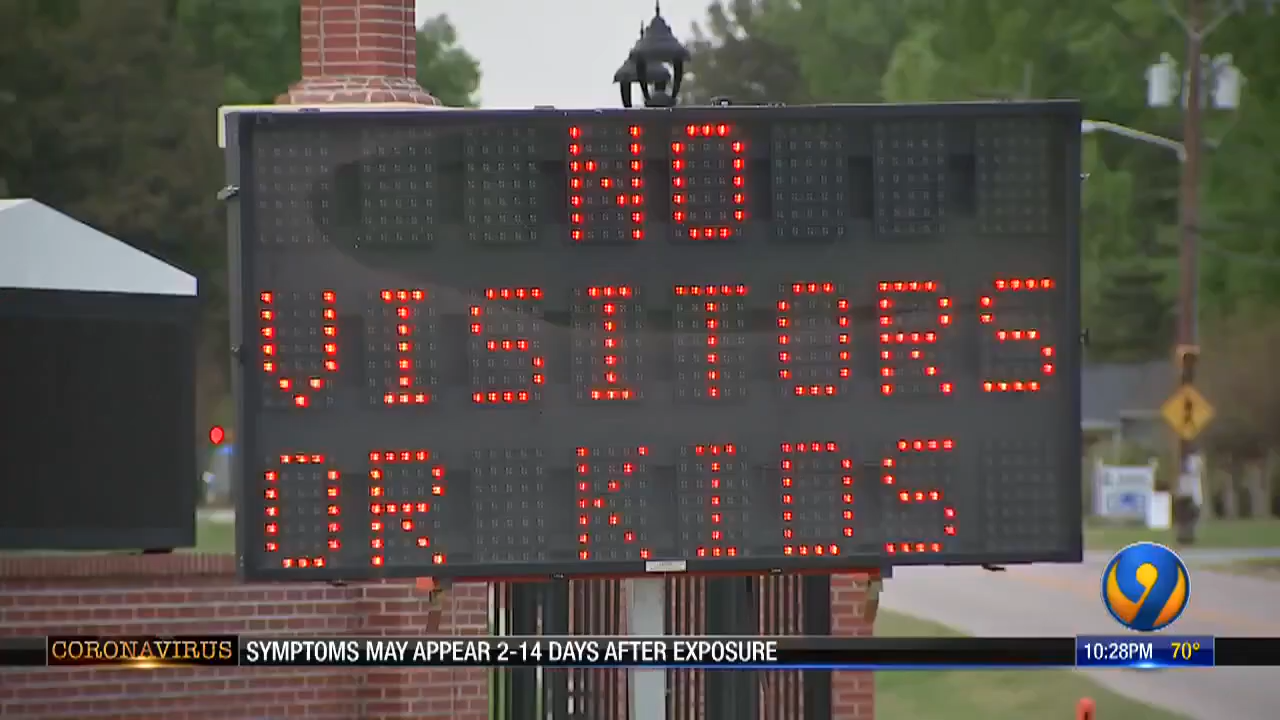 NO
VISITORS
OR KIDS
9
CORONAVIRUS SYMPTOMS MAY APPEAR 2-14 DAYS AFTER EXPOSURE 10:28PM 70°